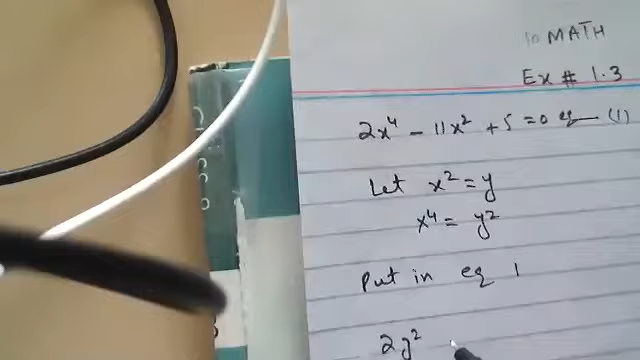 10 MATH
Ex # 1.3
2x⁴ - 11x² + 5 = 0 eq — (1)
Let x² = y
x⁴ = y²
Put in eq 1
2y²